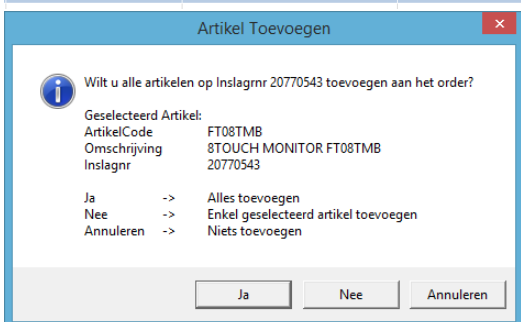 Artikel Toevoegen
Wilt u alle artikelen op Inslagrnr 20770543 toevoegen aan het order?
Geselecteerd Artikel:
ArtikelCode FT08TMB
Omschrijving 8TOUCH MONITOR FT08TMB
Inslagnr 20770543
Ja -> Alles toevoegen
Nee -> Enkel geselecteerd artikel toevoegen
Annuleren -> Niets toevoegen
Ja Nee Annuleren